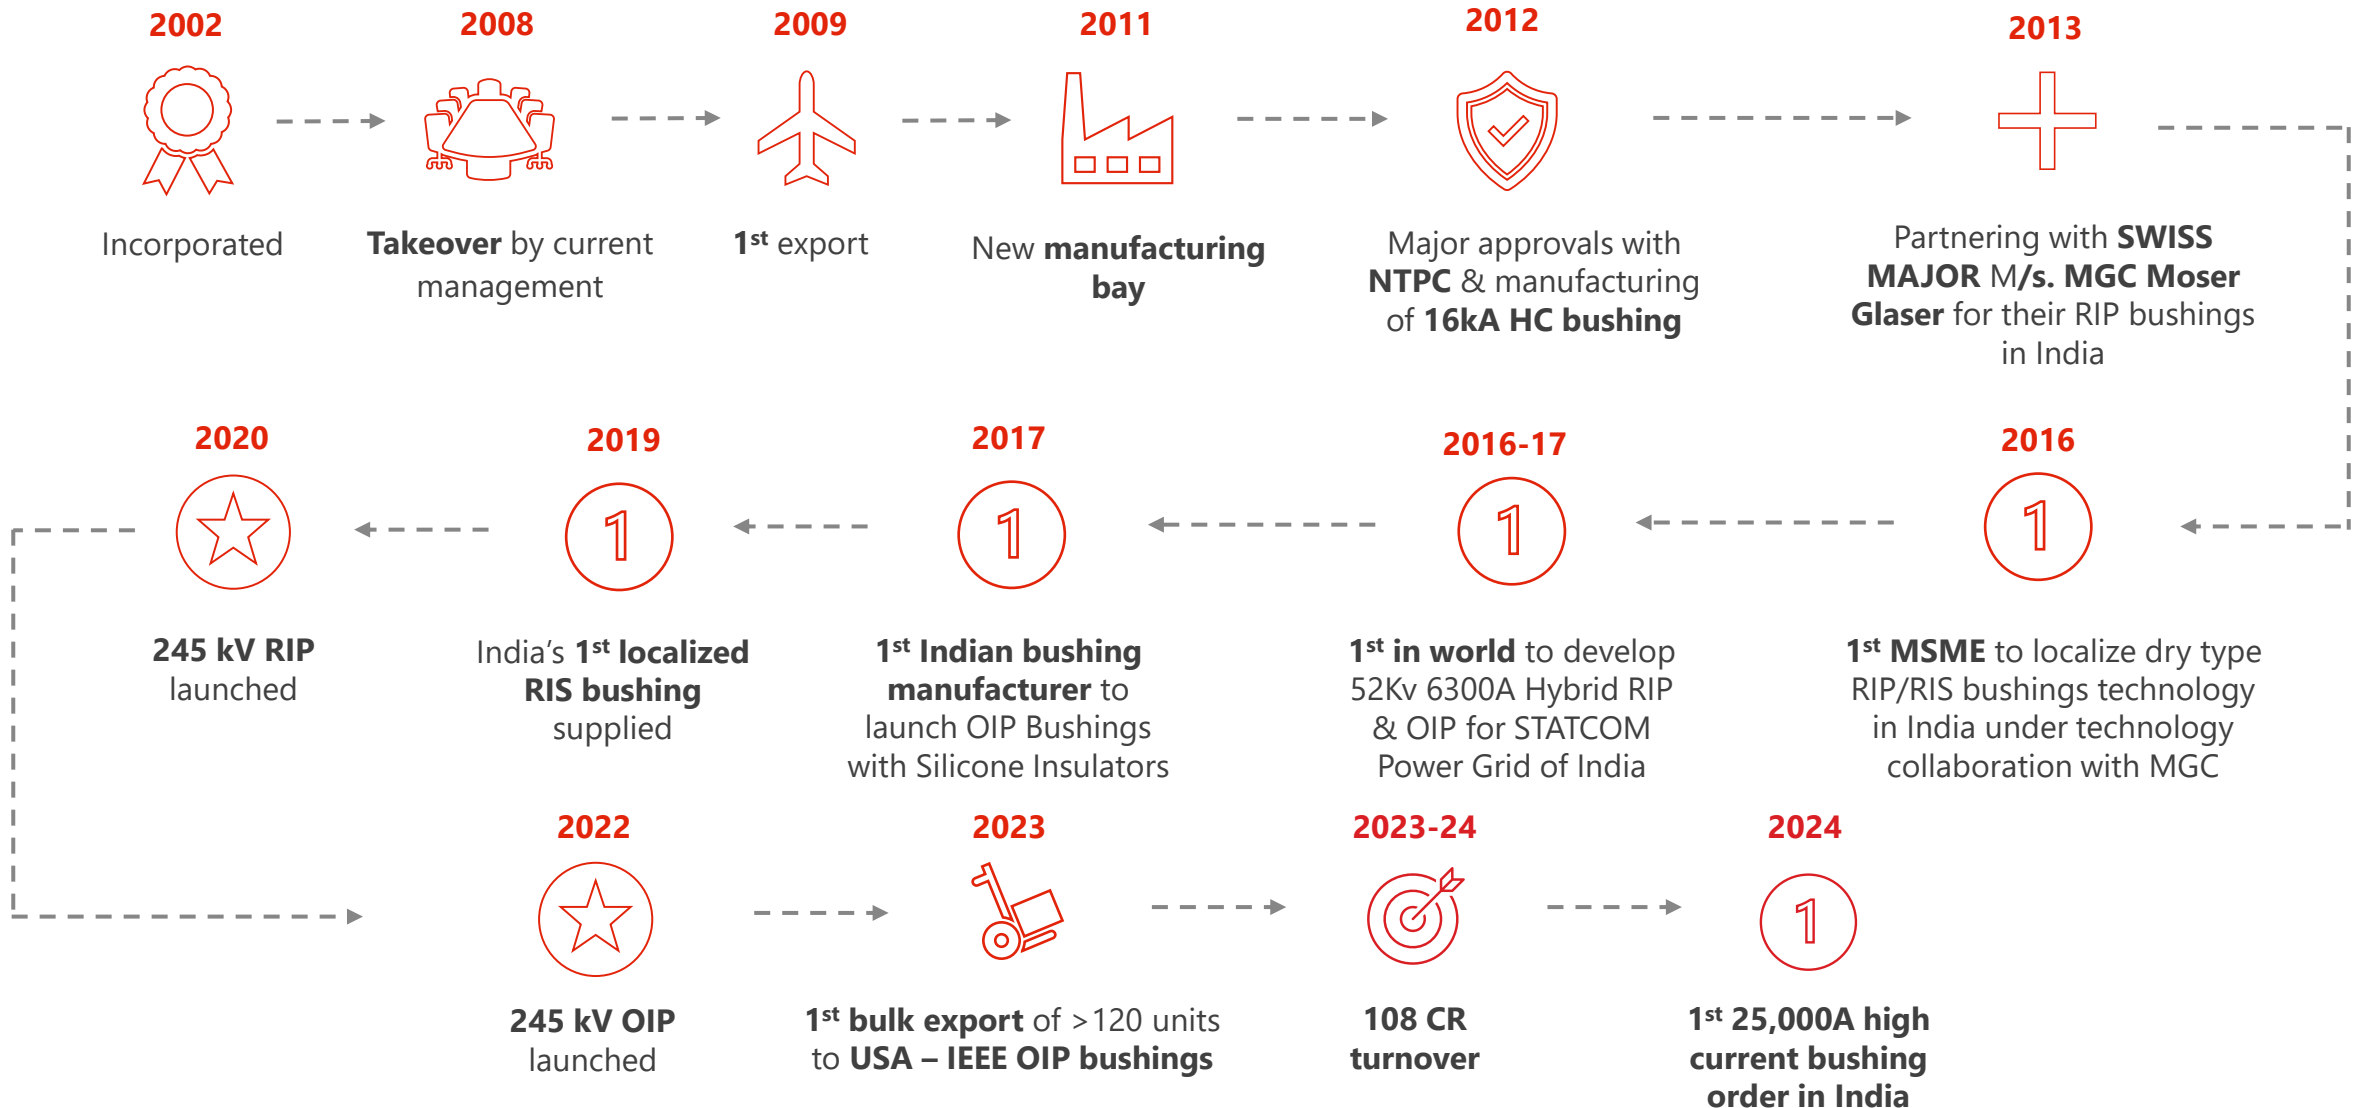 2002
Incorporated
2008
Takeover by current
management
2009
1st export
2011
New manufacturing
bay
2012
Major approvals with
NTPC & manufacturing
of 16kA HC bushing
2013
Partnering with SWISS
MAJOR M/s. MGC Moser
Glaser for their RIP bushings
in India
2016
1
1st MSME to localize dry type
RIP/RIS bushings technology
in India under technology
collaboration with MGC
2016-17
1
1st in world to develop
52Kv 6300A Hybrid RIP
& OIP for STATCOM
Power Grid of India
2017
1
1st Indian bushing
manufacturer to
launch OIP Bushings
with Silicone Insulators
2019
1
India’s 1st localized
RIS bushing
supplied
2020
245 kV RIP
launched
2022
245 kV OIP
launched
2023
1st bulk export of >120 units
to USA – IEEE OIP bushings
2023-24
108 CR
turnover
2024
1
1st 25,000A high
current bushing
order in India